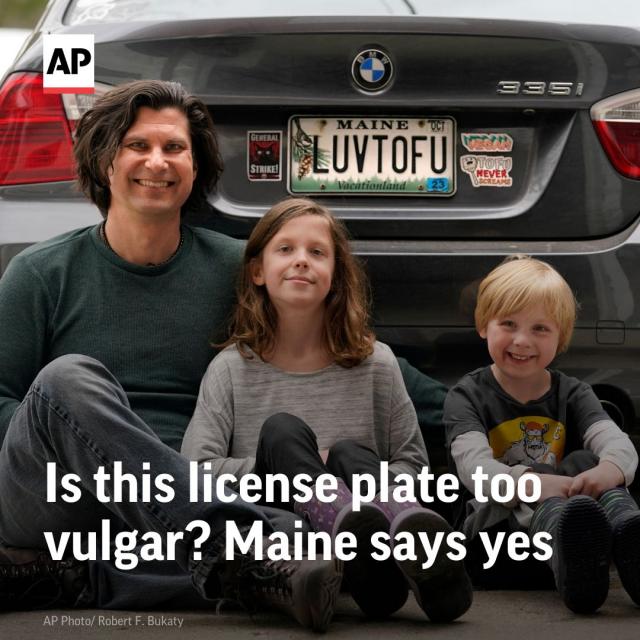 AP
BMW
335i
MAINE
OCT
LUVTOFU
Vacationland
23
GENERAL
STRIKE!
VEGAN
TOFU
NEVER
SCREAMS
Is this license plate too
vulgar? Maine says yes
AP Photo/ Robert F. Bukaty